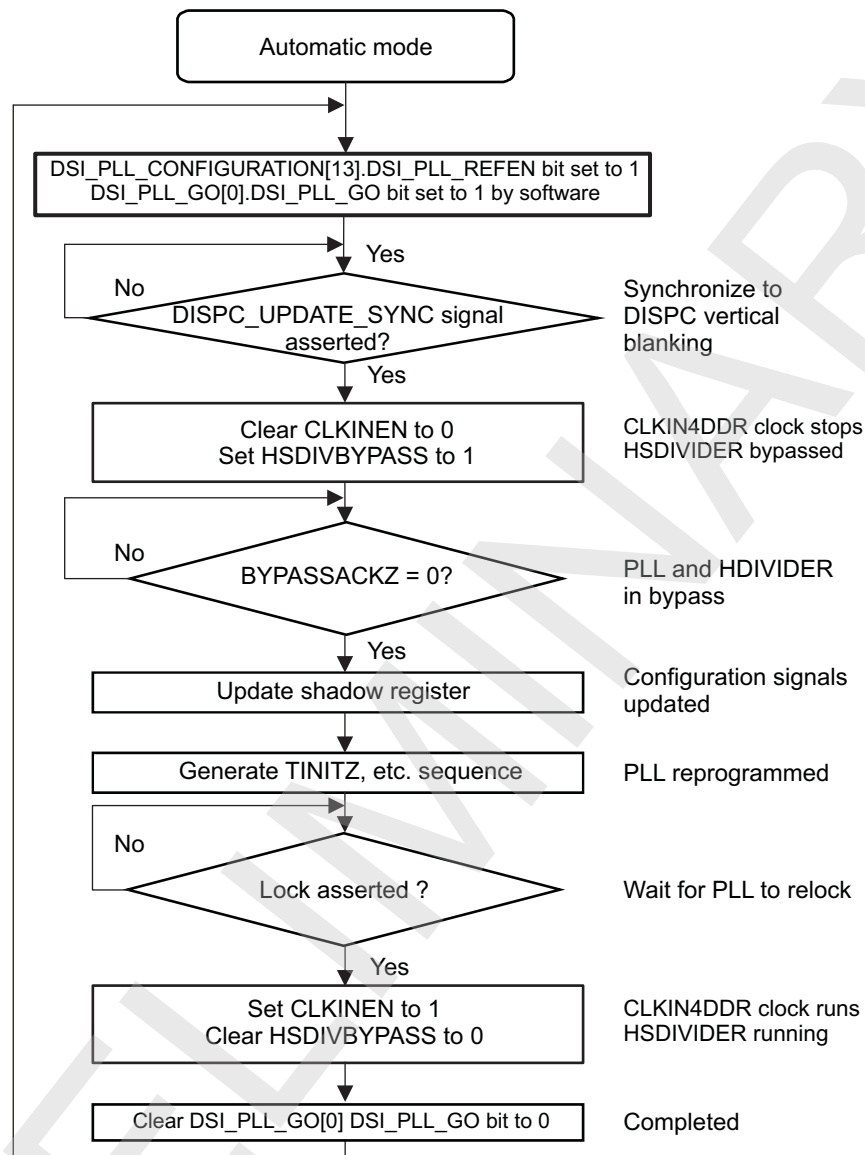 Automatic mode
DSI_PLL_CONFIGURATION[13].DSI_PLL_REFEN bit set to 1
DSI_PLL_GO[0].DSI_PLL_GO bit set to 1 by software
Yes
No
DISPC_UPDATE_SYNC signal
asserted?
Synchronize to
DISPC vertical
blanking
Yes
Clear CLKINEN to 0
Set HSDIVBYPASS to 1
CLKIN4DDR clock stops
HSDIVIDER bypassed
No
BYPASSACKZ = 0?
PLL and HDIVIDER
in bypass
Yes
Update shadow register
Configuration signals
updated
Generate TINITZ, etc. sequence
PLL reprogrammed
No
Lock asserted ?
Wait for PLL to relock
Yes
Set CLKINEN to 1
Clear HSDIVBYPASS to 0
CLKIN4DDR clock runs
HSDIVIDER running
Clear DSI_PLL_GO[0] DSI_PLL_GO bit to 0
Completed